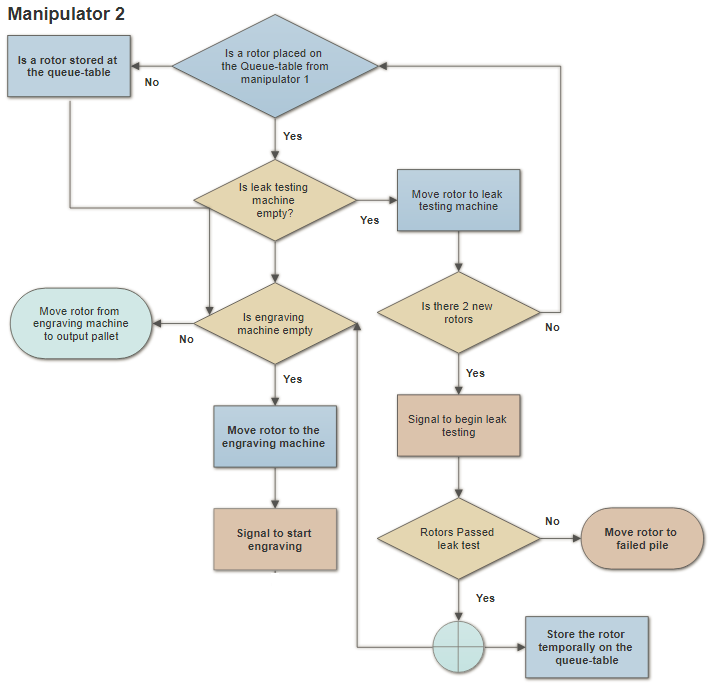 Manipulator 2
Is a rotor placed on
the Queue-table from
manipulator 1
Is a rotor stored at
the queue-table
No
Yes
Is leak testing
machine
empty?
Yes
Move rotor to leak
testing machine
Is there 2 new
rotors
No
Move rotor from
engraving machine
to output pallet
No
Is engraving
machine empty
Yes
Yes
Move rotor to the
engraving machine
Signal to begin leak
testing
Signal to start
engraving
Rotors Passed
leak test
No
Move rotor to
failed pile
Yes
Store the rotor
temporally on the
queue-table